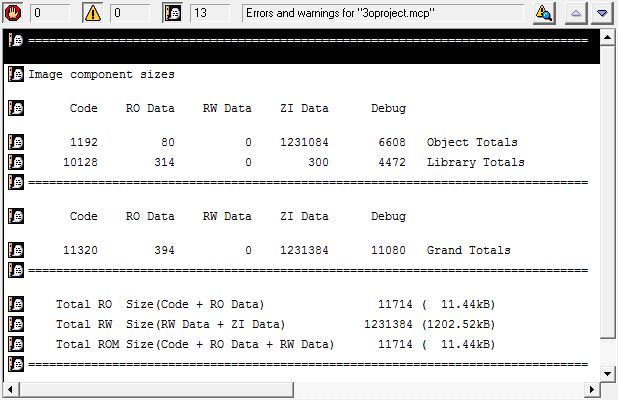 0 0 13 Errors and warnings for "3oproject.mcp"
================================================================================
Image component sizes
Code RO Data RW Data ZI Data Debug
1192 80 0 1231084 6608 Object Totals
10128 314 0 300 4472 Library Totals
================================================================================
Code RO Data RW Data ZI Data Debug
11320 394 0 1231384 11080 Grand Totals
================================================================================
Total RO Size(Code + RO Data) 11714 ( 11.44kB)
Total RW Size(RW Data + ZI Data) 1231384 (1202.52kB)
Total ROM Size(Code + RO Data + RW Data) 11714 ( 11.44kB)
================================================================================